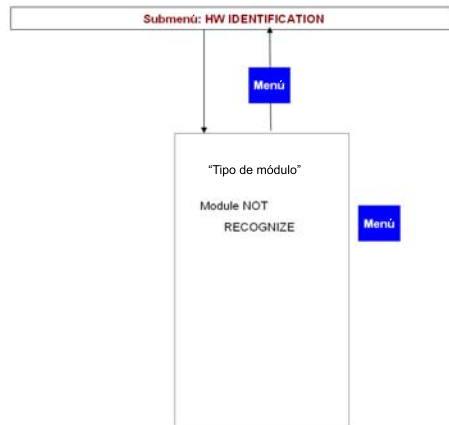 Submenú: HW IDENTIFICATION
Menú
“Tipo de módulo”
Module NOT
RECOGNIZE
Menú